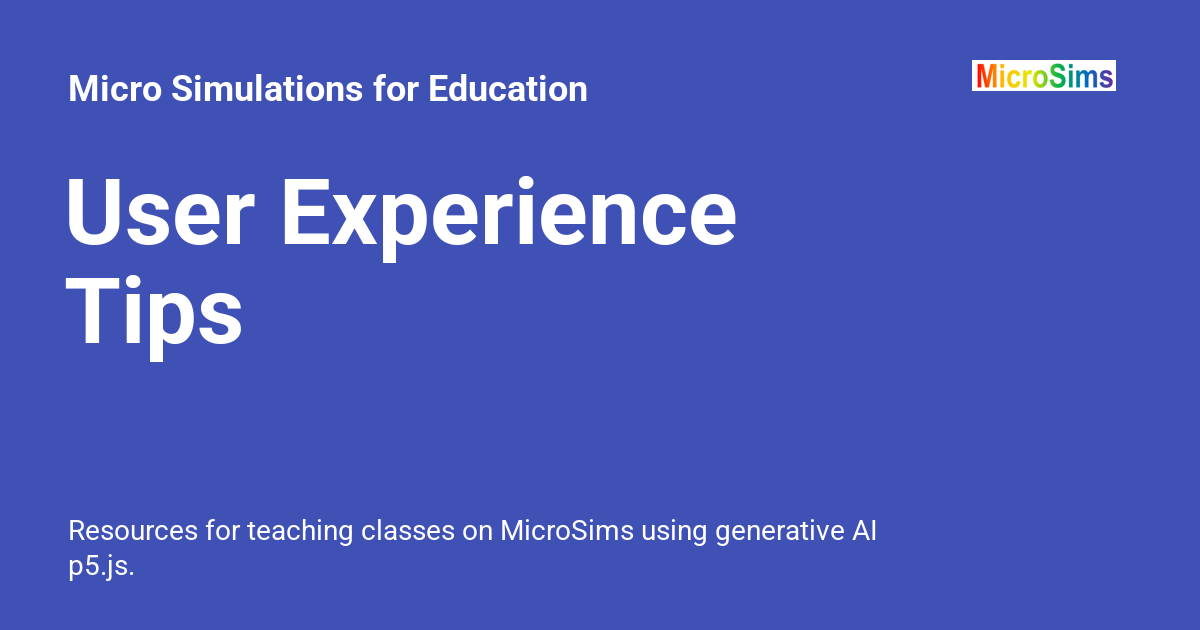 Micro Simulations for Education
MicroSims
User Experience
Tips
Resources for teaching classes on MicroSims using generative AI
p5.js.